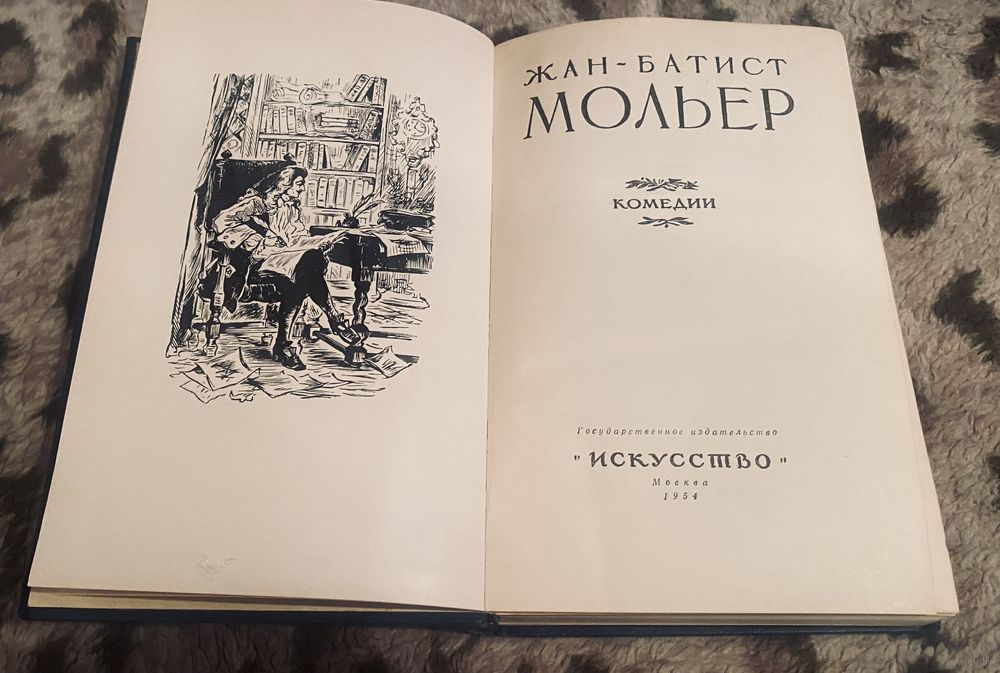 ЖАН-БАТИСТ
МОЛЬЕР
КОМЕДИИ
Государственное издательство
"ИСКУССТВО"
Москва
1954